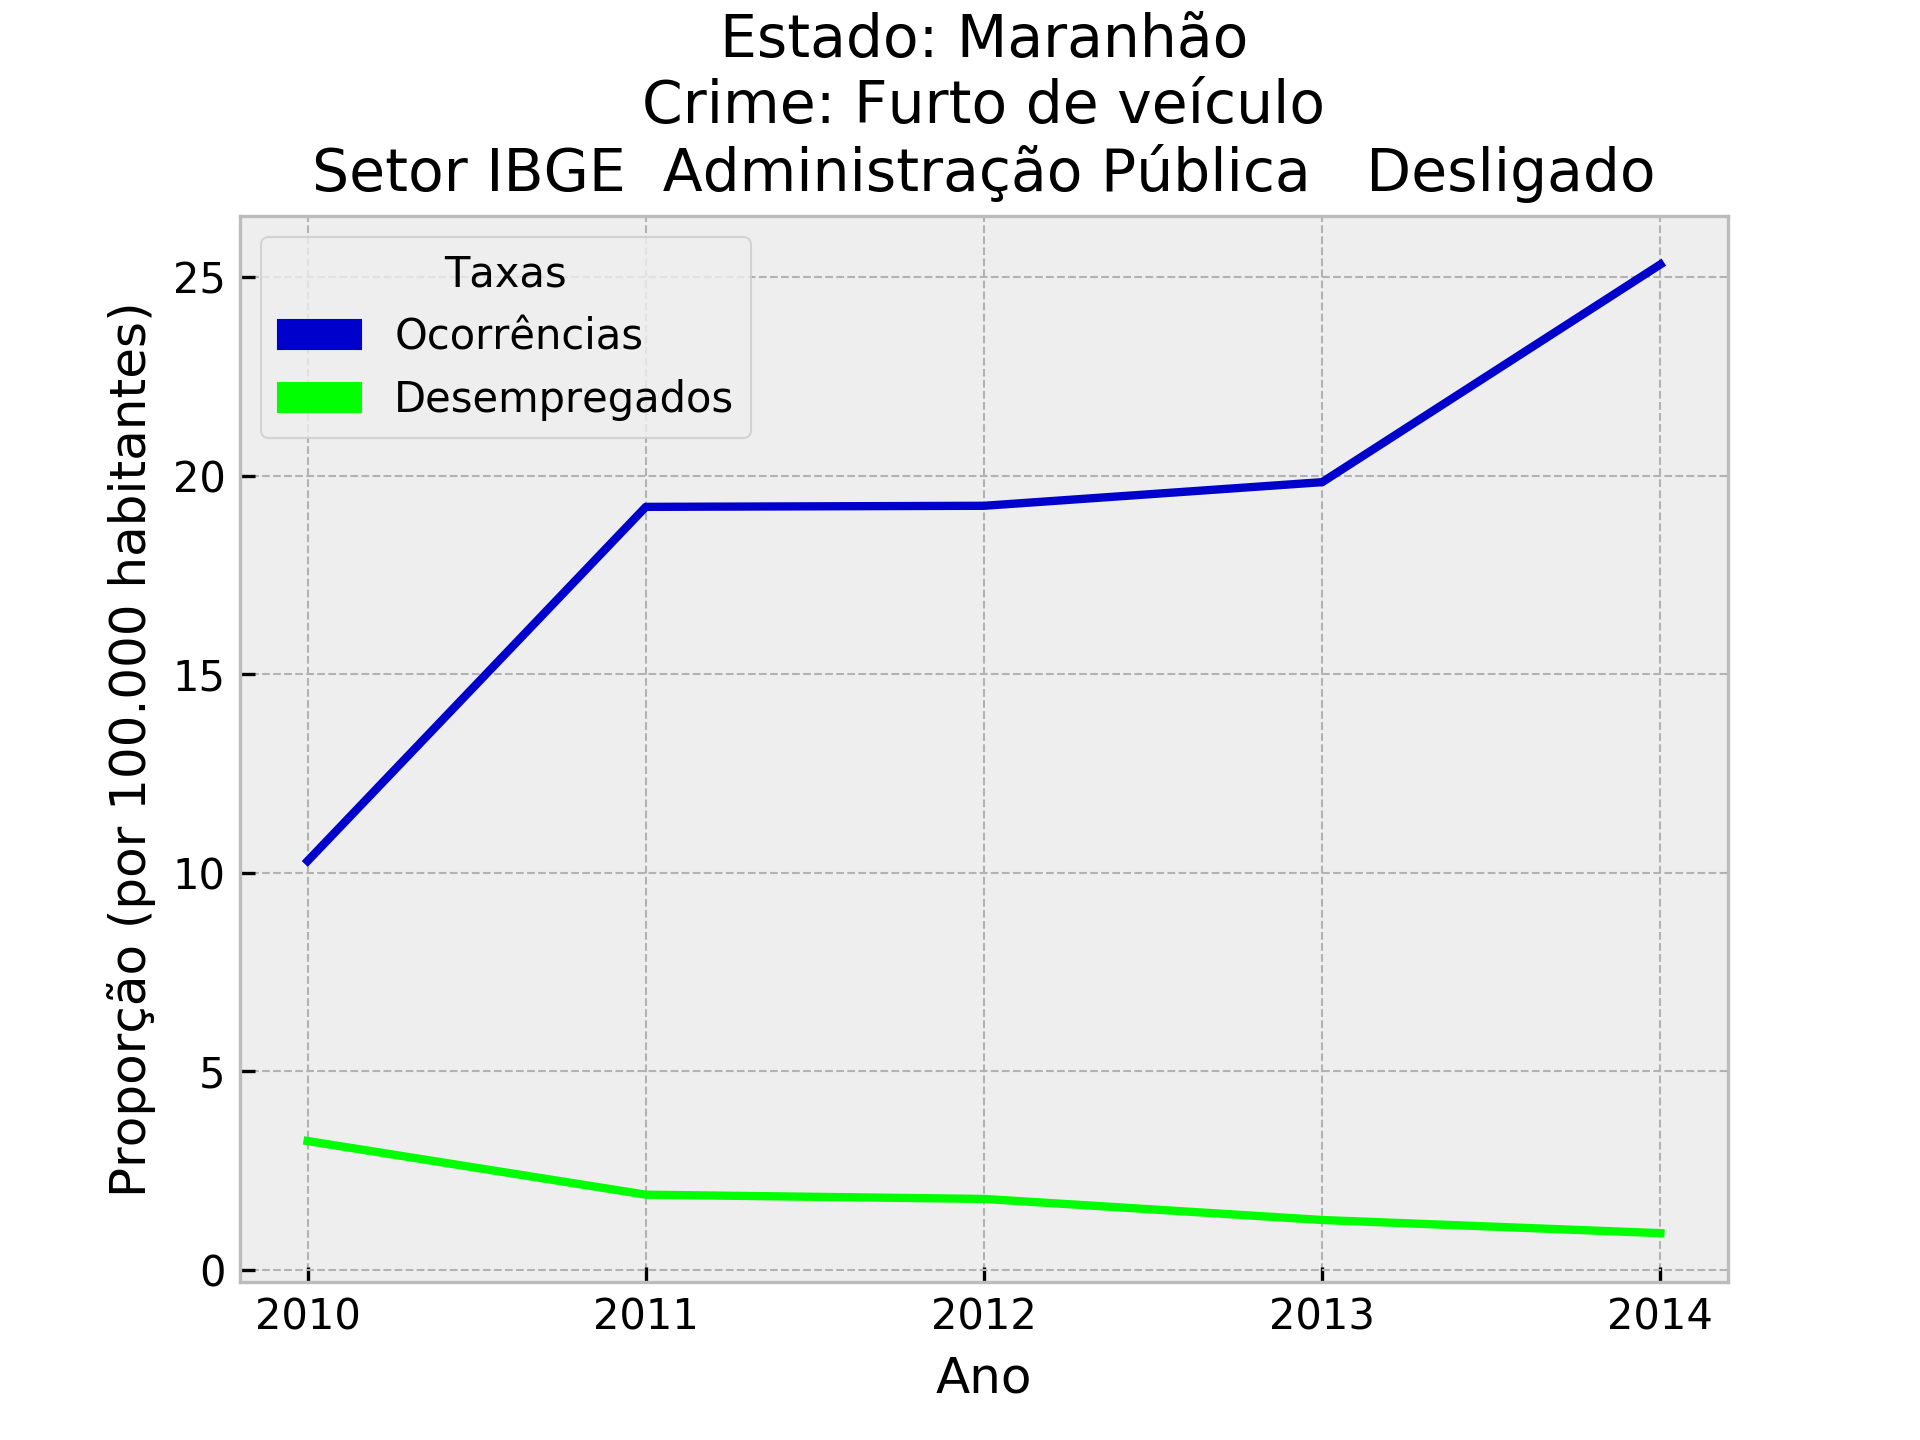 Estado: Maranhão
Crime: Furto de veículo
Setor IBGE  Administração Pública   Desligado
Taxas
Ocorrências
Desempregados
Proporção (por 100.000 habitantes)
25
20
15
10
5
0
2010 2011 2012 2013 2014
Ano